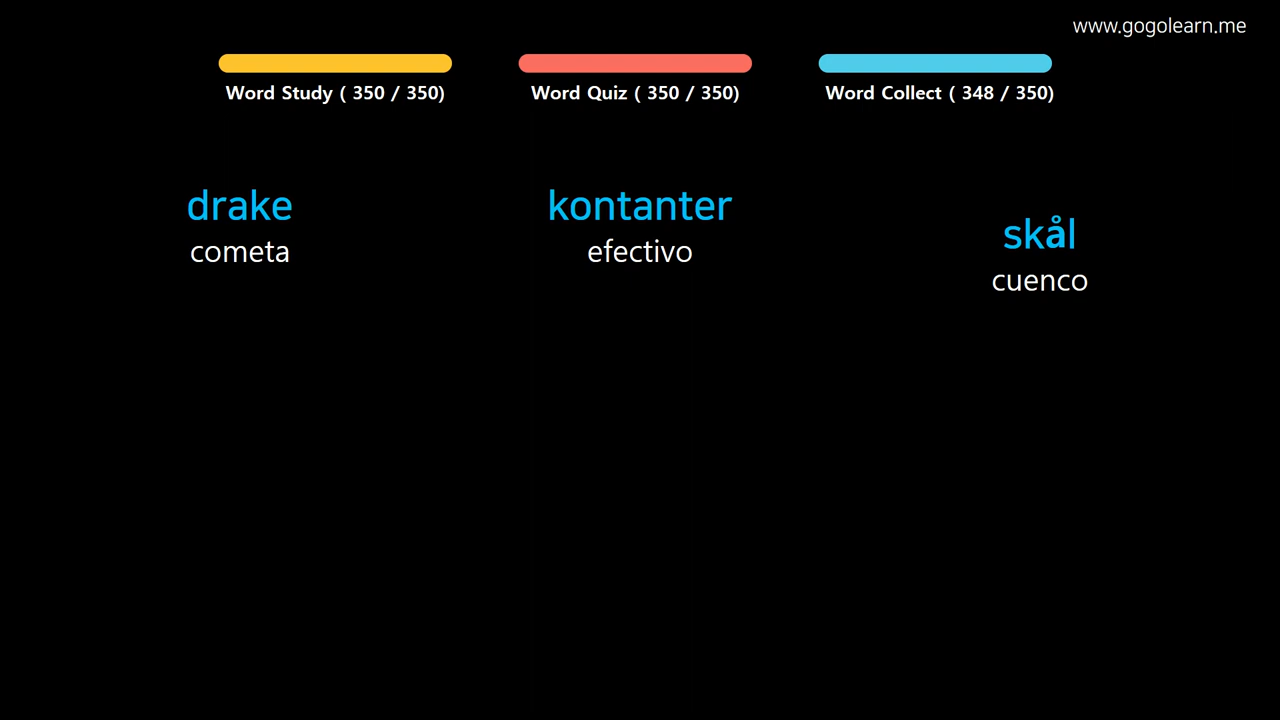 www.gogolearn.me
Word Study ( 350 / 350)
Word Quiz ( 350 / 350)
Word Collect ( 348 / 350)
drake
cometa
kontanter
efectivo
skål
cuenco